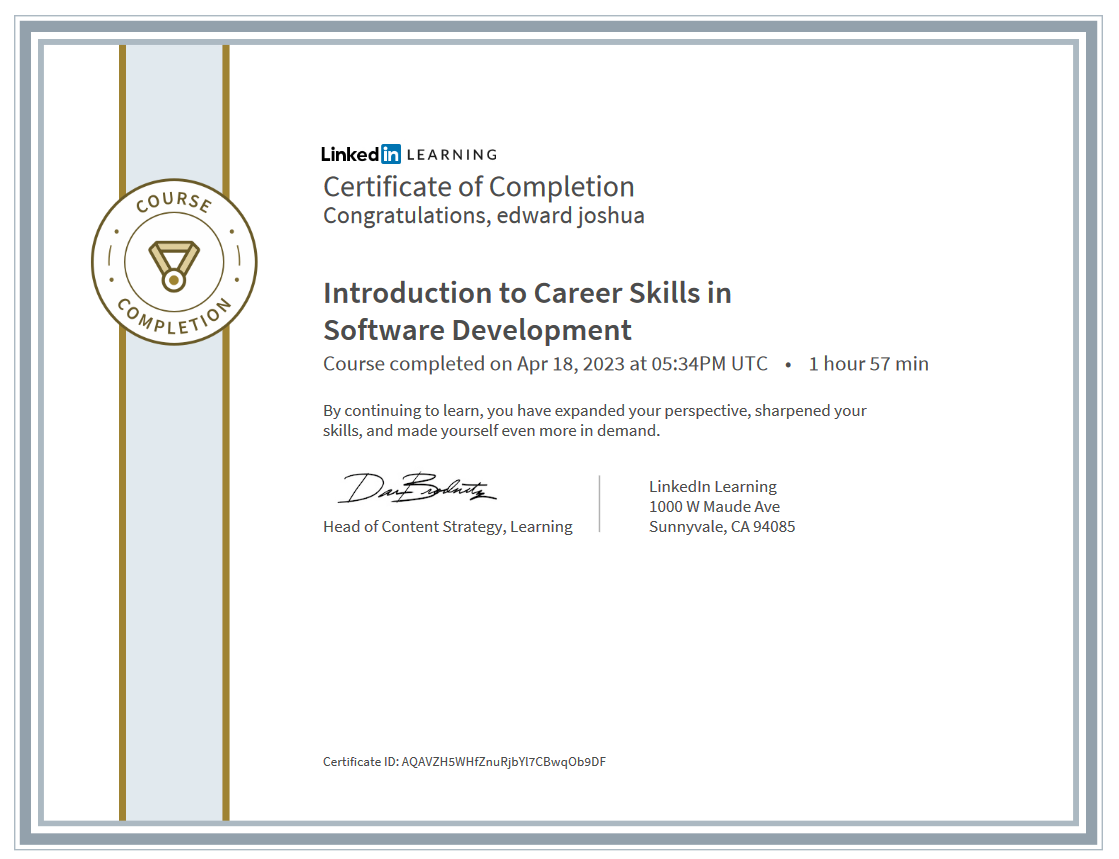 COURSE
COMPLETION
Linked in LEARNING
Certificate of Completion
Congratulations, edward joshua
Introduction to Career Skills in
Software Development
Course completed on Apr 18, 2023 at 05:34PM UTC • 1 hour 57 min
By continuing to learn, you have expanded your perspective, sharpened your
skills, and made yourself even more in demand.
Head of Content Strategy, Learning
LinkedIn Learning
1000 W Maude Ave
Sunnyvale, CA 94085
Certificate ID: AQAVZH5WHfZnuRjbYl7CBwqOb9DF